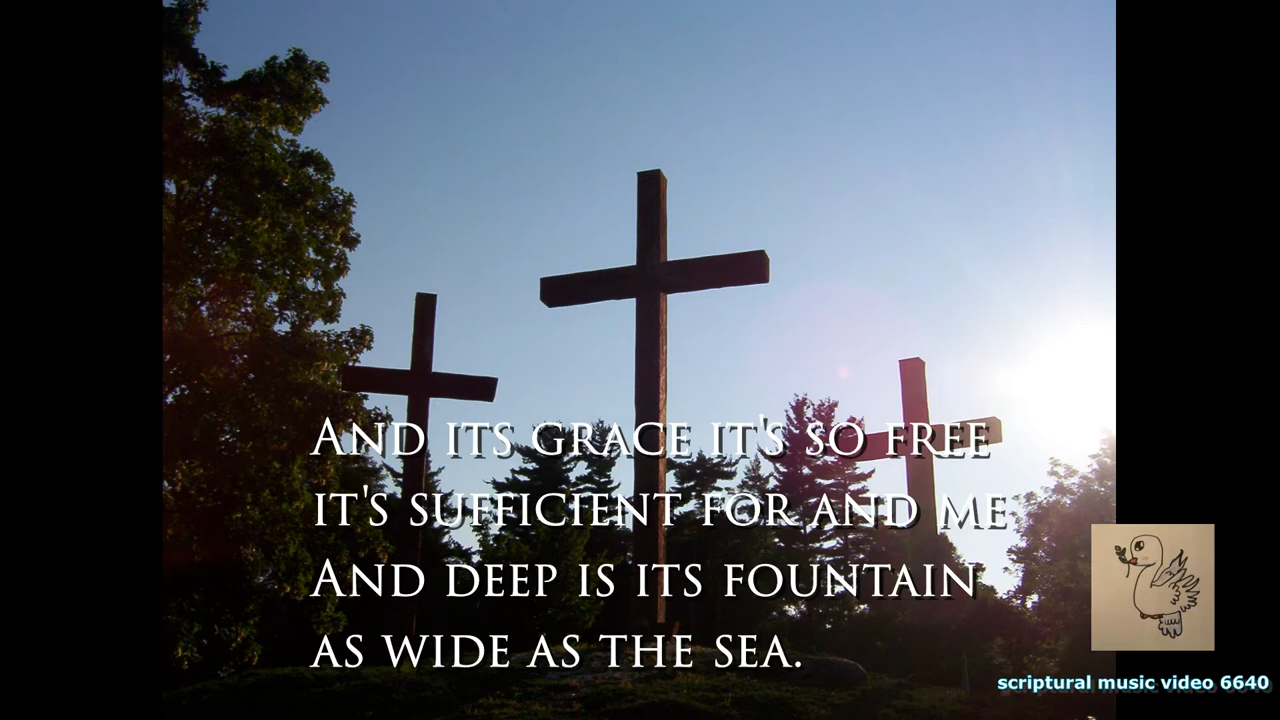 And its grace it's so free
it's sufficient for and me
And deep is its fountain
as wide as the sea.
scriptural music video 6640